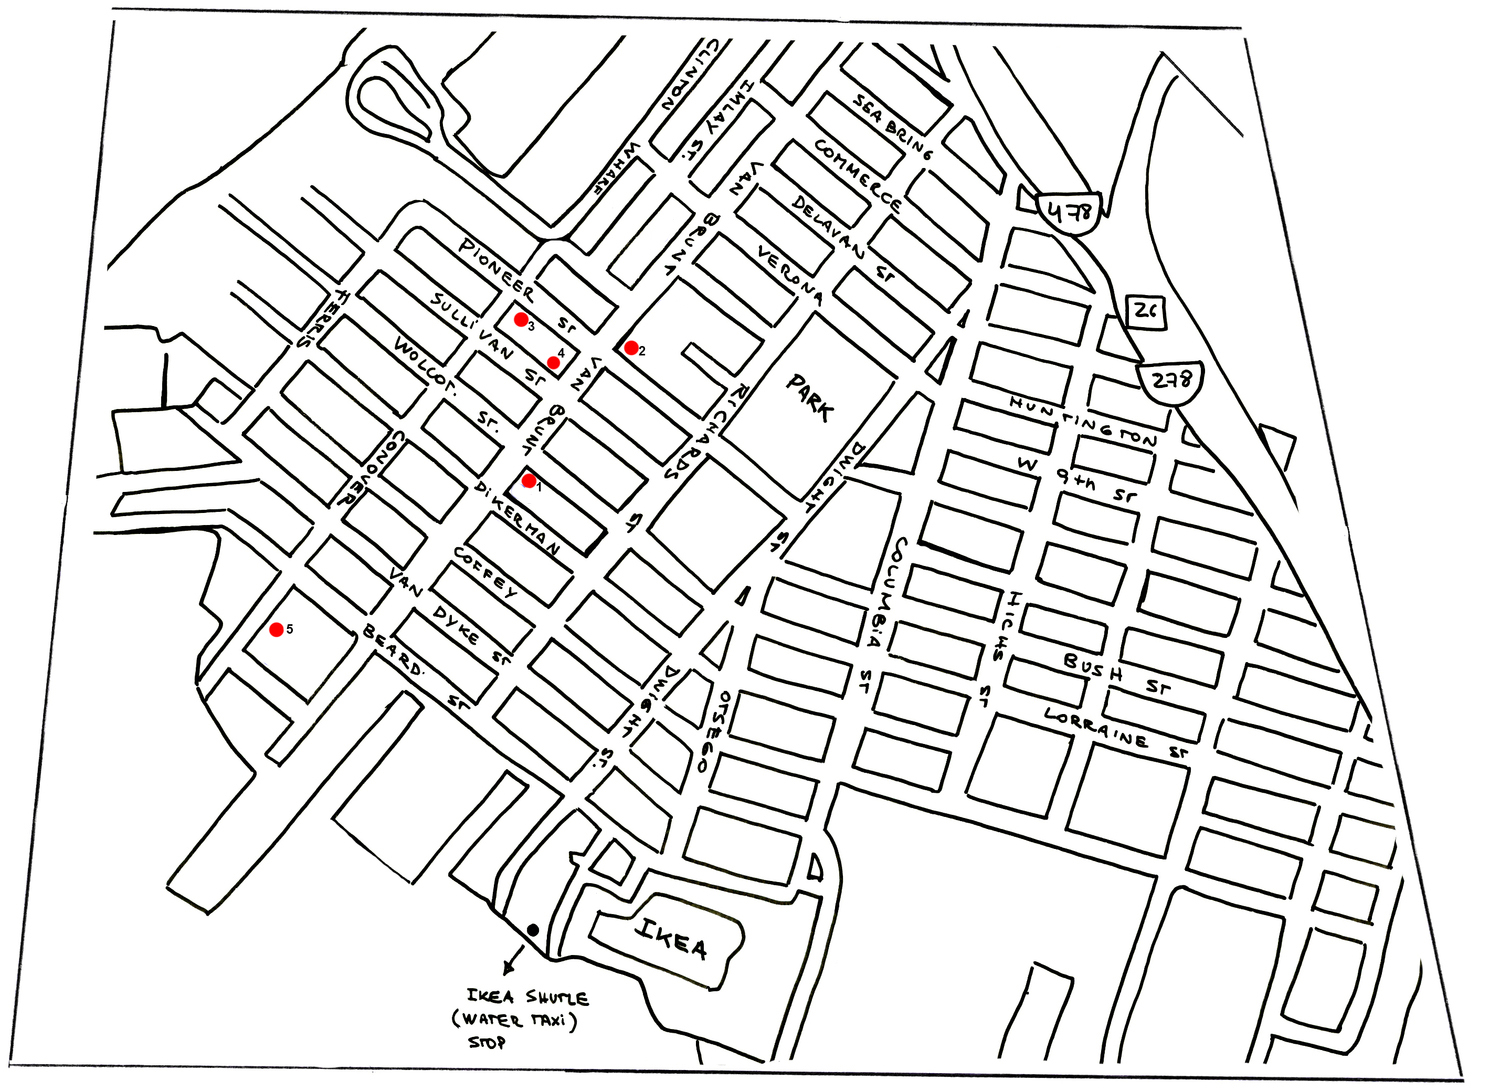 CLINTON
IMLAY ST.
WHARF
SEABRING
COMMERCE
VAN
BRUNT
DELAVAN ST
VERONA
478
26
278
PIONEER ST
SULLIVAN ST
WOLCOT. ST.
FERRIS
3
4
2
VAN
BRUNT
RICHARDS
ST
PARK
DWIGHT
ST
HUNTINGTON
W 9th ST
CONOVER
1
DIKERMAN
COFFEY
VAN DYKE ST
BEARD. ST
5
COLUMBIA
ST
HICHS
ST
BUSH ST
LORRAINE ST
DWIGHT
ST.
OTSEGO
IKEA
IKEA SHUTLE
(WATER TAXI)
STOP